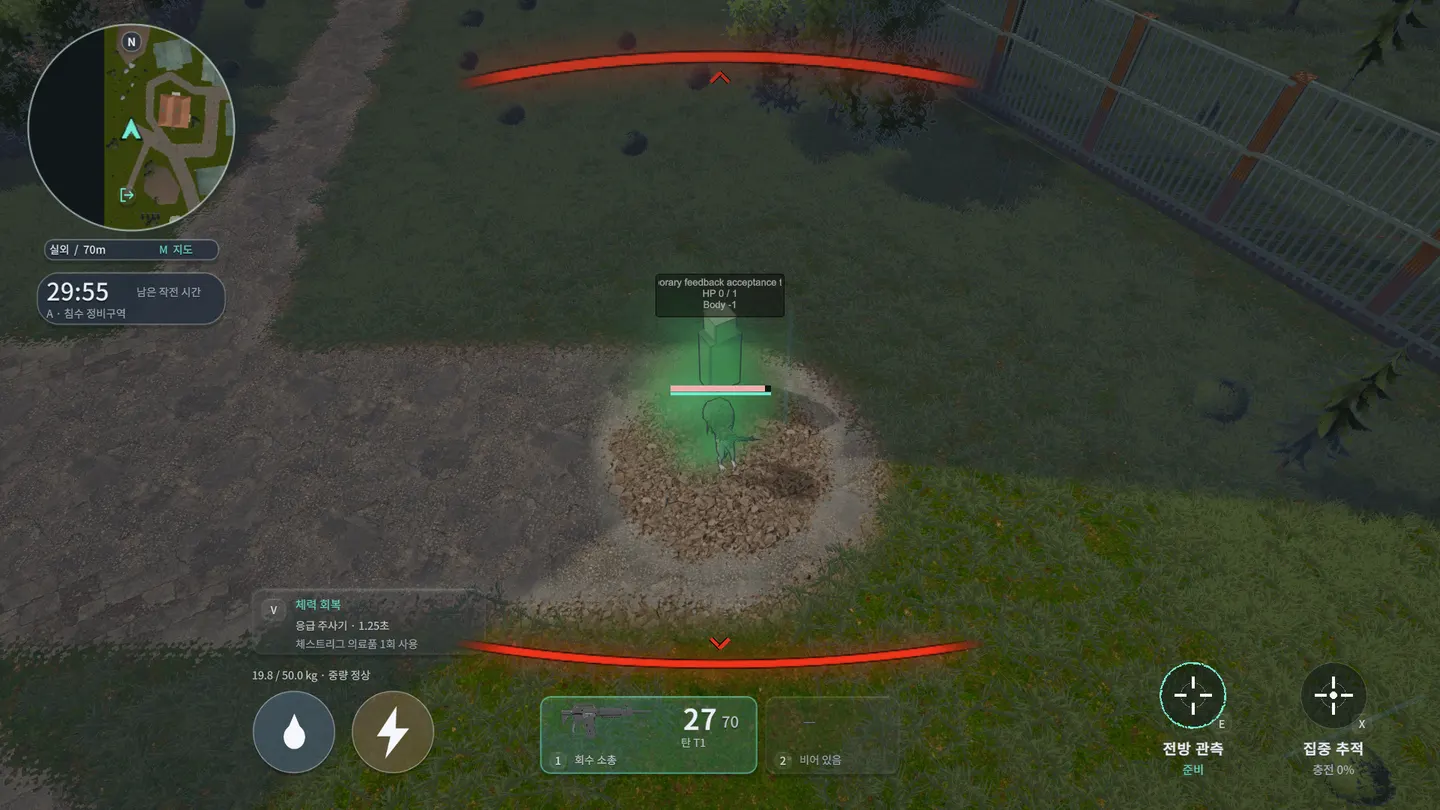 N
실외 / 70m
M 지도
29:55
남은 작전 시간
A · 침수 정비구역
orary feedback acceptance
HP 0 / 1
Body -1
V
체력 회복
응급 주사기 · 1.25초
체스트리그 의료품 1회 사용
19.8 / 50.0 kg · 중량 정상
27 70
탄 T1
1 회수 소총
—
2 비어 있음
E
전방 관측
준비
X
집중 추적
충전 0%